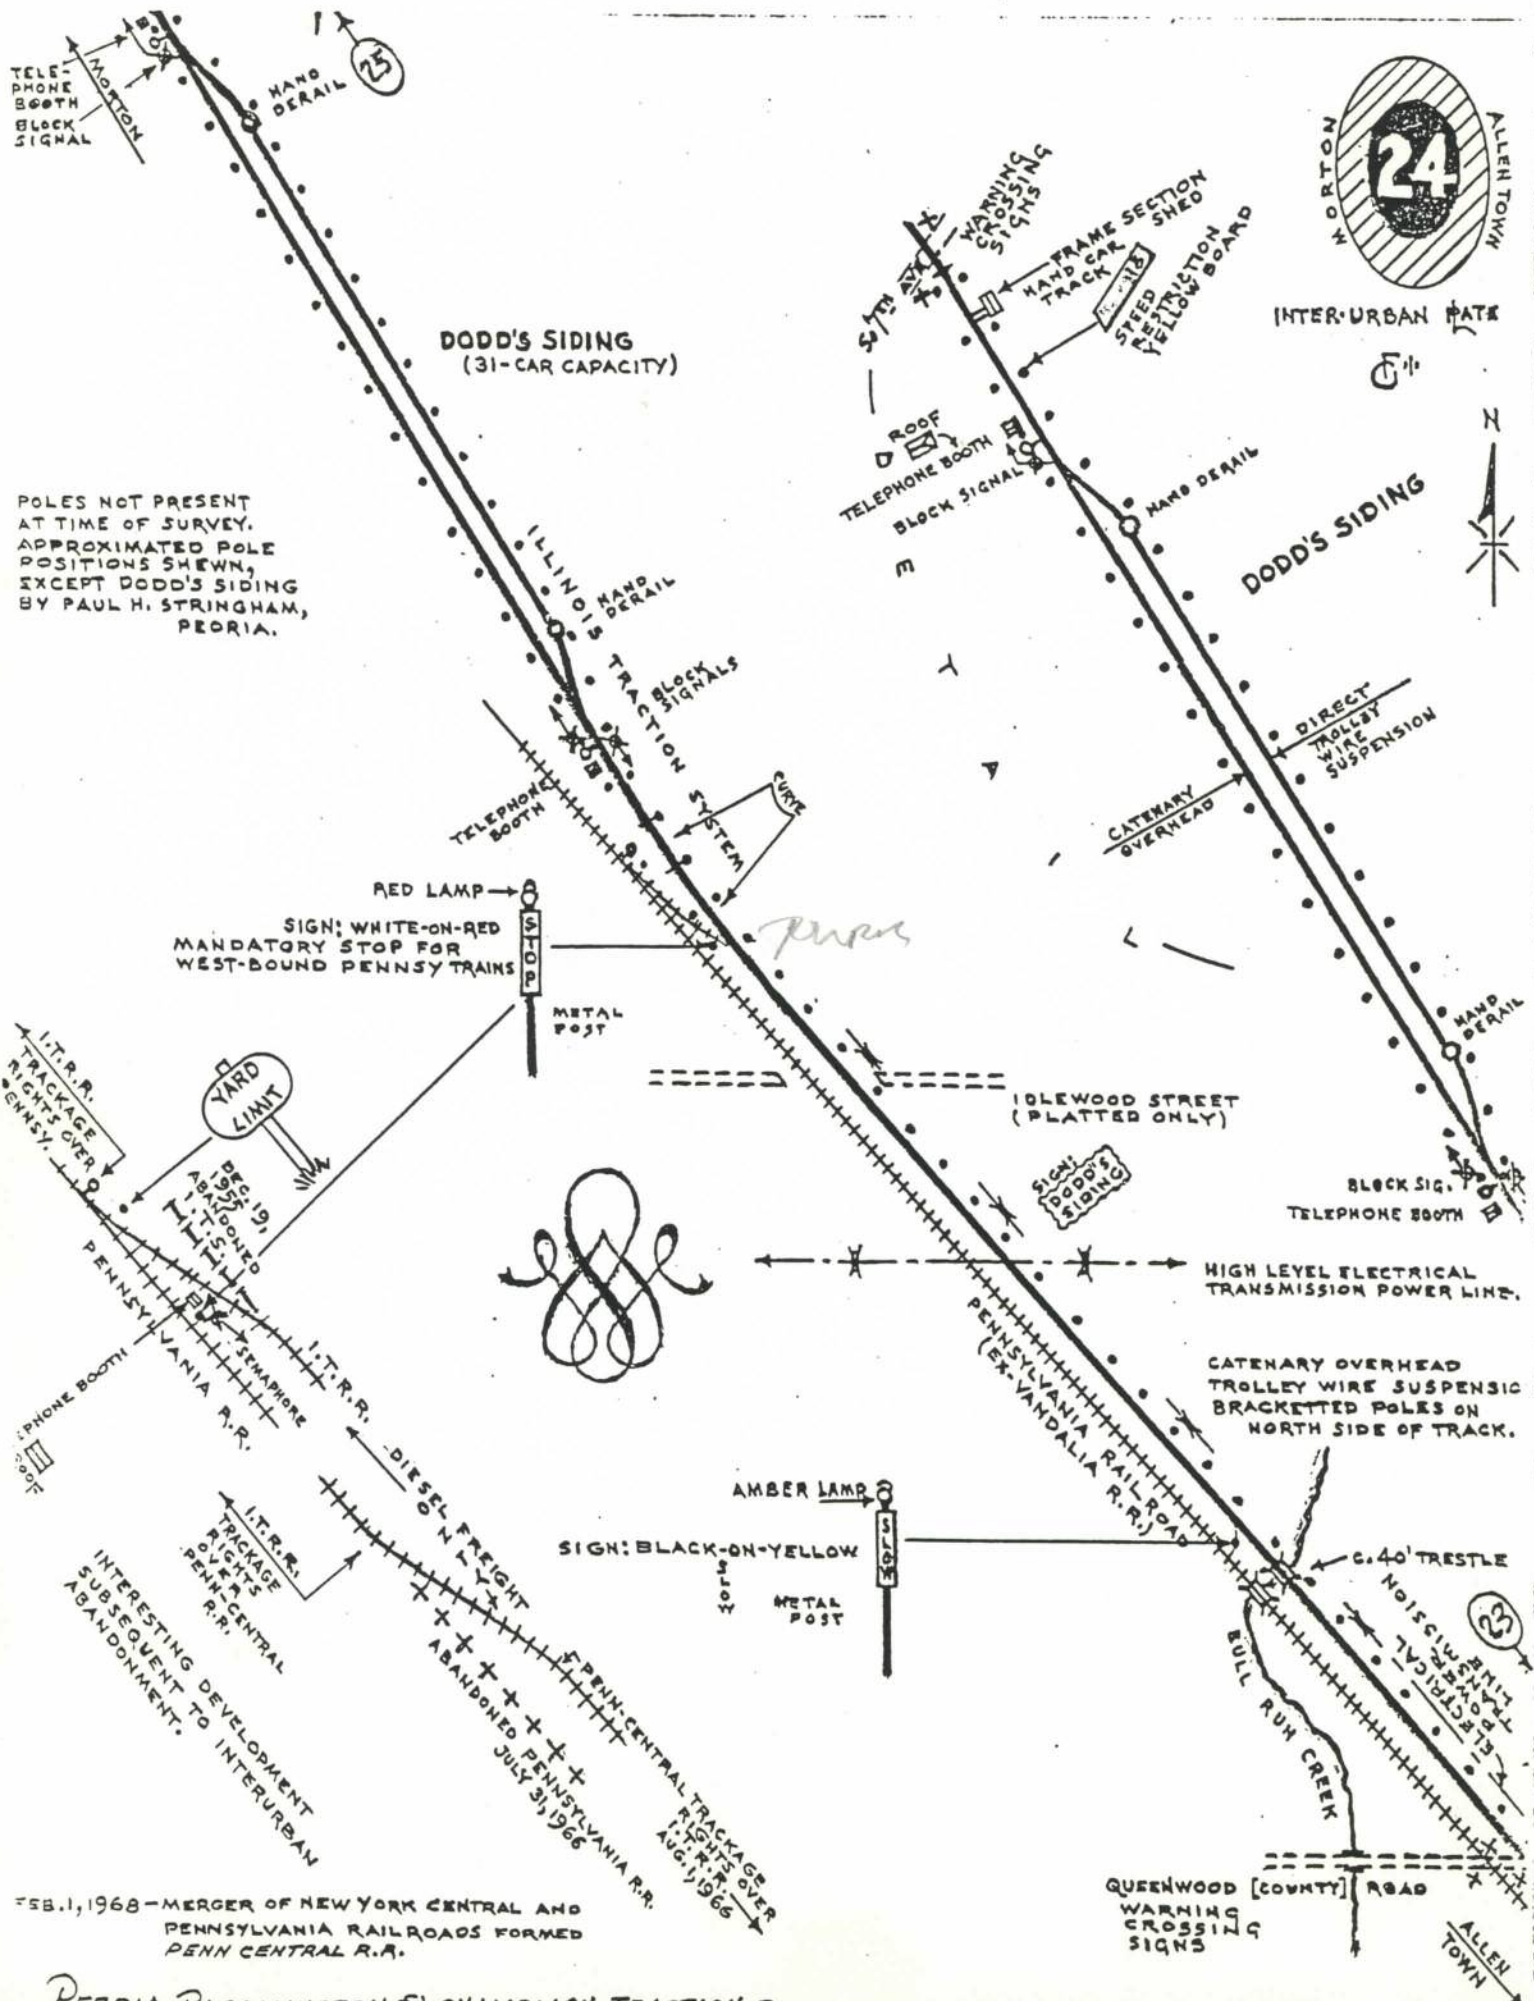 TELE-
PHONE
BOOTH
BLOCK
SIGNAL
MORTON
HAND
DERAIL
25
DODD'S SIDING
(31-CAR CAPACITY)
POLES NOT PRESENT
AT TIME OF SURVEY.
APPROXIMATED POLE
POSITIONS SHEWN,
EXCEPT DODD'S SIDING
BY PAUL H. STRINGHAM,
PEORIA.
ILLINOIS TRACTION SYSTEM
HAND
DERAIL
BLOCK
SIGNALS
TELEPHONE
BOOTH
CURVE
MORTON
24
ALLENTOWN
INTER-URBAN PLATE
N
WARNING
CROSSING
SIGNS
FRAME SECTION
SHED
HAND CAR
TRACK
SPEED
RESTRICTION
YELLOW BOARD
ROOF
TELEPHONE BOOTH
BLOCK SIGNAL
HAND DERAIL
DODD'S SIDING
DETAIL
DIRECT
TROLLEY
WIRE
SUSPENSION
CATENARY
OVERHEAD
HAND
DERAIL
BLOCK SIG.
TELEPHONE BOOTH
RED LAMP
SIGN: WHITE-ON-RED
MANDATORY STOP FOR
WEST-BOUND PENNSY TRAINS
STOP
METAL
POST
IDLEWOOD STREET
(PLATTED ONLY)
SIGN:
DODD'S
SIDING
HIGH LEVEL ELECTRICAL
TRANSMISSION POWER LINE.
I.T.R.R.
TRACKAGE
RIGHTS OVER
PENNSY.
YARD
LIMIT
DEC. 19,
1955
ABANDONED
I.T.S.
PENNSYLVANIA R.R.
SEMAPHORE
I.T.R.R.
EPHONE BOOTH
ROOF
PENNSYLVANIA RAILROAD
(EX-VANDALIA R.R.)
CATENARY OVERHEAD
TROLLEY WIRE SUSPENSIO
BRACKETTED POLES ON
NORTH SIDE OF TRACK.
AMBER LAMP
SIGN: BLACK-ON-YELLOW
SLOW
METAL
POST
C. 40' TRESTLE
23
ELECTRICAL
POWER
TRANSMISSION
LINE
BULL RUN CREEK
DIESEL FREIGHT
ONLY
I.T.R.R.
TRACKAGE
RIGHTS
OVER
PENN-CENTRAL
R.R.
INTERESTING DEVELOPMENT
SUBSEQUENT TO INTERURBAN
ABANDONMENT.
ABANDONED PENNSYLVANIA R.R.
JULY 31, 1966
PENN-CENTRAL TRACKAGE
RIGHTS OVER
I.T.R.R.
AUG. 1, 1966
QUEENWOOD [COUNTY] ROAD
WARNING
CROSSING
SIGNS
ALLEN
TOWN
FEB. 1, 1968 - MERGER OF NEW YORK CENTRAL AND
PENNSYLVANIA RAILROADS FORMED
PENN CENTRAL R.R.